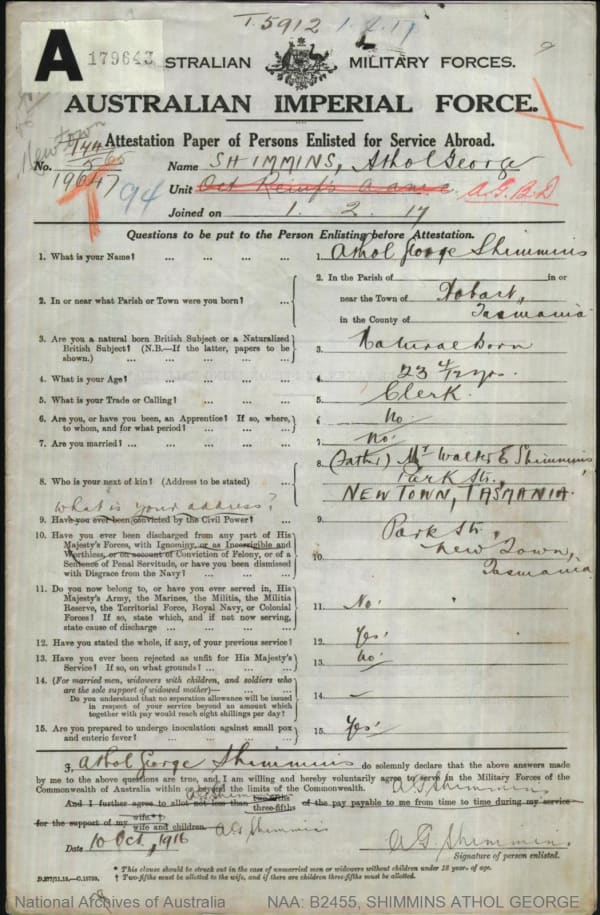 T.5912 1.4.17
A 179643
STRALIAN MILITARY FORCES.
AUSTRALIAN IMPERIAL FORCE.
Attestation Paper of Persons Enlisted for Service Abroad.
New Town
No. 19647 94 Name SHIMMINS, Athol George
Unit Oct Reinfs A.G.B.D
Joined on 1. 2. 17
Questions to be put to the Person Enlisting before Attestation.
1. What is your Name? ... 1. Athol George Shimmins
2. In or near what Parish or Town were you born? ... 2. In the Parish of in or
near the Town of Hobart,
in the County of Tasmania
3. Are you a natural born British Subject or a Naturalized
British Subject? (N.B.—If the latter, papers to be
shown.) ... 3. Natural born
4. What is your Age? ... 4. 23 4/12 yrs.
5. What is your Trade or Calling? ... 5. Clerk.
6. Are you, or have you been, an Apprentice? If so, where,
to whom, and for what period? ... 6. No
7. Are you married? ... 7. No.
8. Who is your next of kin? (Address to be stated) ... 8. (Father) Mr Walter E Shimmins
Park Str.,
NEW TOWN, TASMANIA.
What is your address?
9. Have you ever been convicted by the Civil Power? ... 9. Park Str,
New Town,
Tasmania
10. Have you ever been discharged from any part of His
Majesty's Forces, with Ignominy, or as Incorrigible and
Worthless, or on account of Conviction of Felony, or of a
Sentence of Penal Servitude, or have you been dismissed
with Disgrace from the Navy? ... 10.
11. Do you now belong to, or have you ever served in, His
Majesty's Army, the Marines, the Militia, the Militia
Reserve, the Territorial Force, Royal Navy, or Colonial
Forces? If so, state which, and if not now serving,
state cause of discharge ... 11. No.
12. Have you stated the whole, if any, of your previous service? 12. Yes.
13. Have you ever been rejected as unfit for His Majesty's
Service? If so, on what grounds? ... 13. No.
14. (For married men, widowers with children, and soldiers who
are the sole support of widowed mother)—
Do you understand that no separation allowance will be issued
in respect of your service beyond an amount which
together with pay would reach eight shillings per day? 14. —
15. Are you prepared to undergo inoculation against small pox
and enteric fever? ... 15. Yes.
I, Athol George Shimmins do solemnly declare that the above answers made
by me to the above questions are true, and I am willing and hereby voluntarily agree to serve in the Military Forces of the
Commonwealth of Australia within or beyond the limits of the Commonwealth.
AG Shimmins AG Shimmins
And I further agree to allot not less than two-fifths three-fifths of the pay payable to me from time to time during my service
for the support of my wife.*† wife and children. AG Shimmins
Date 10 Oct, 1916 AG Shimmins.
Signature of person enlisted.
* This clause should be struck out in the case of unmarried men or widowers without children under 18 years of age.
† Two-fifths must be allotted to the wife, and if there are children three-fifths must be allotted.
National Archives of Australia NAA: B2455, SHIMMINS ATHOL GEORGE